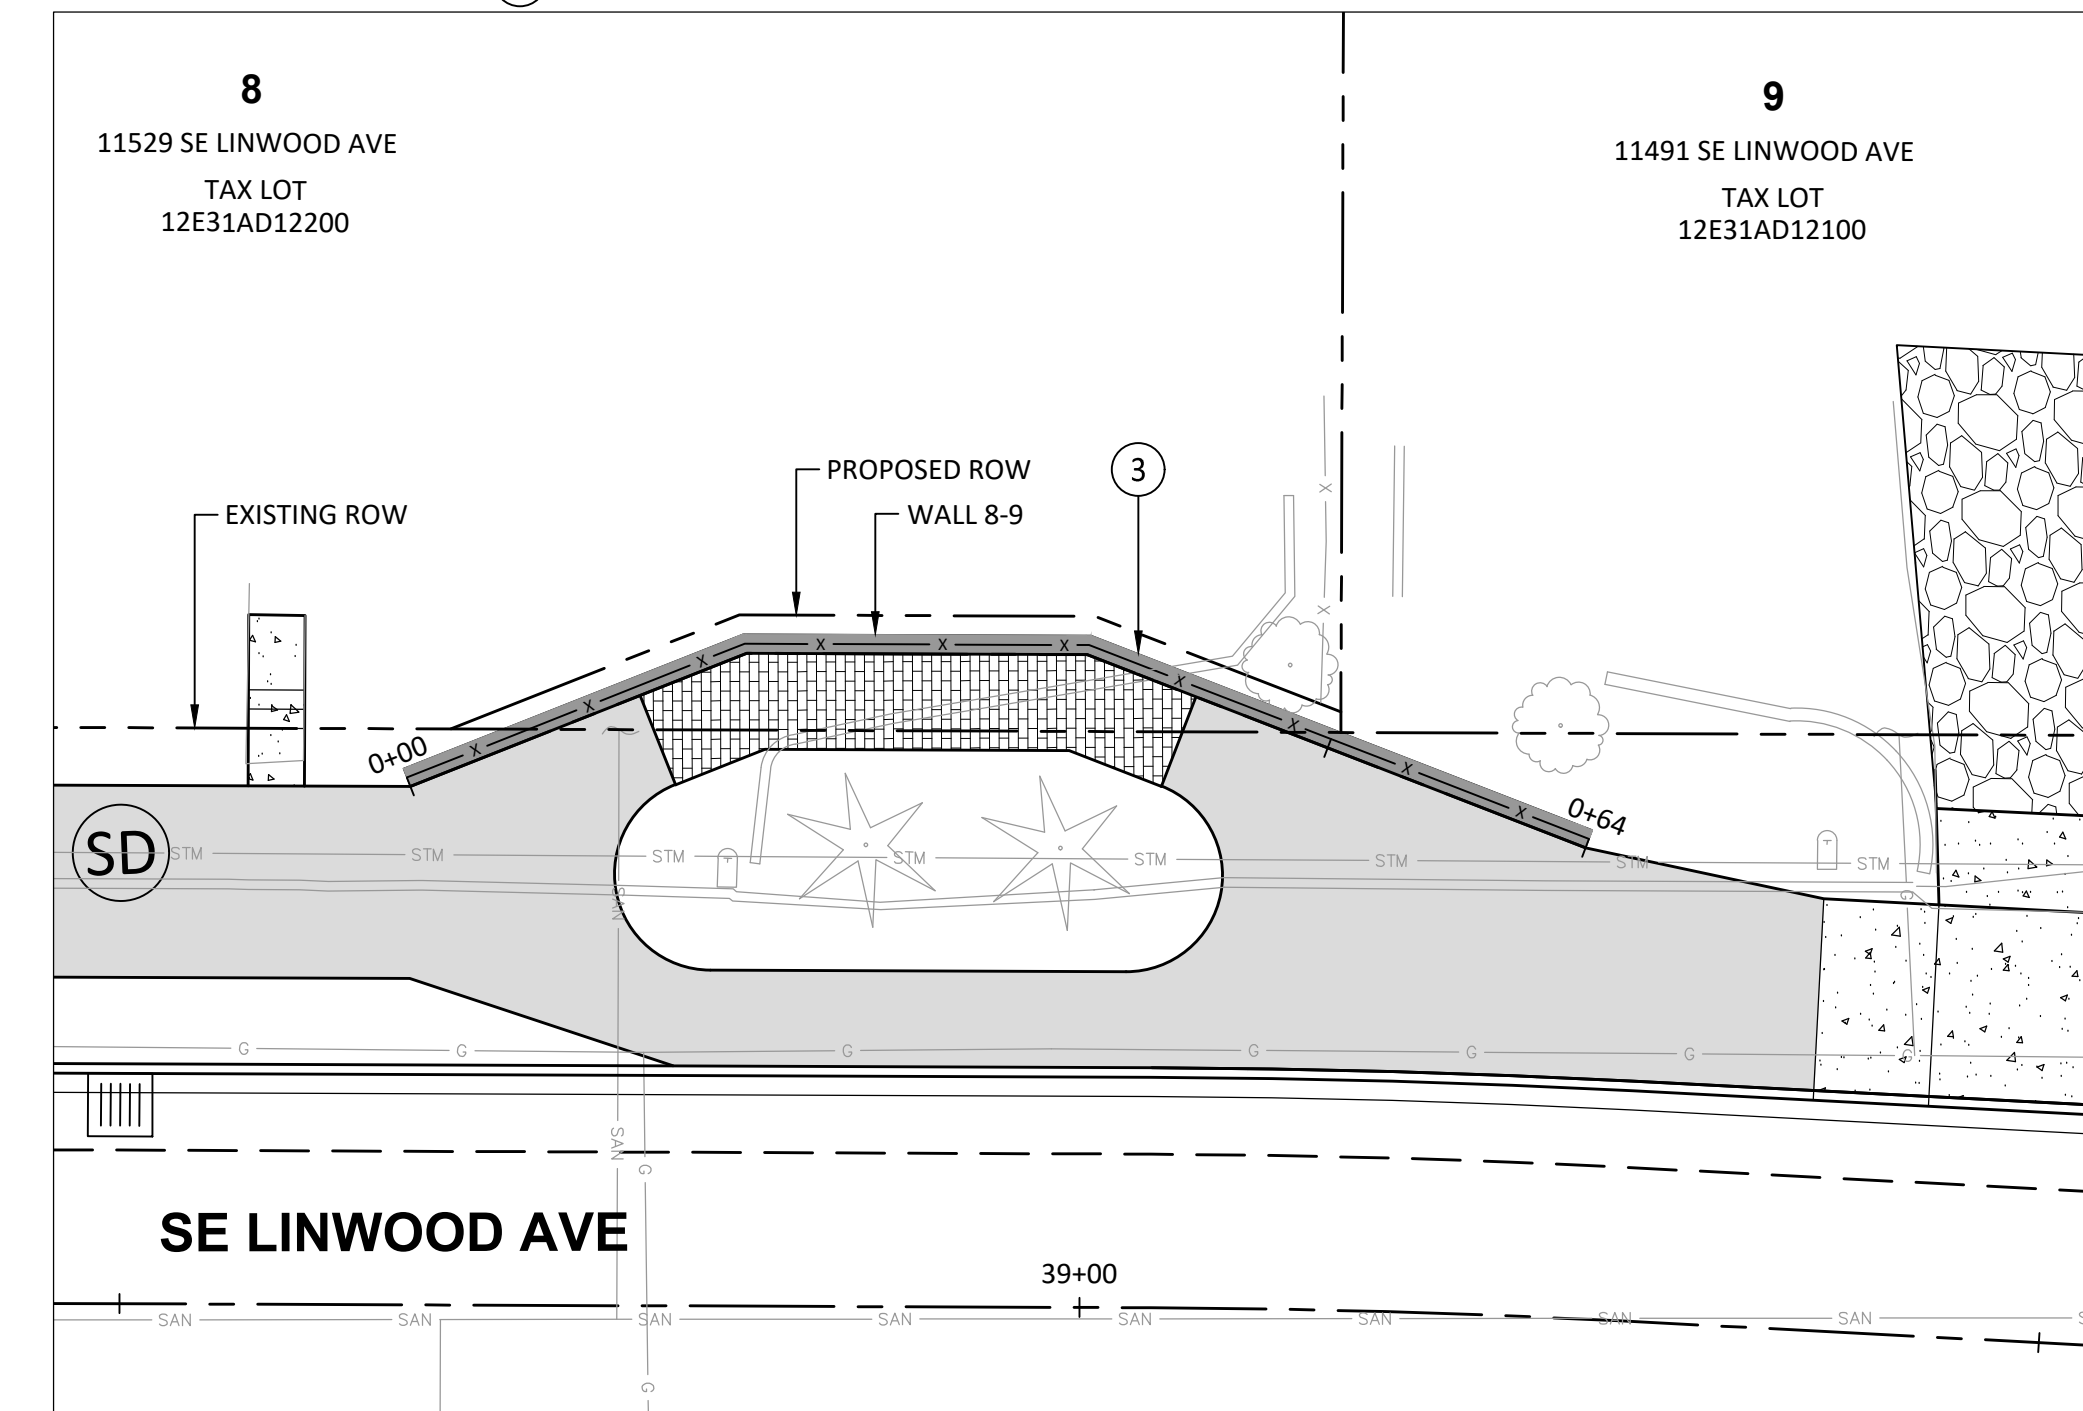 8
11529 SE LINWOOD AVE
TAX LOT
12E31AD12200
9
11491 SE LINWOOD AVE
TAX LOT
12E31AD12100
PROPOSED ROW
3
WALL 8-9
EXISTING ROW
X
X
X X X
X X
X X
X X
0+00
0+64
SD
STM STM STM STM STM STM STM STM
SAN
G
G G G G G G G
SAN
G
SE LINWOOD AVE
39+00
SAN SAN SAN SAN SAN SAN SAN SAN
G